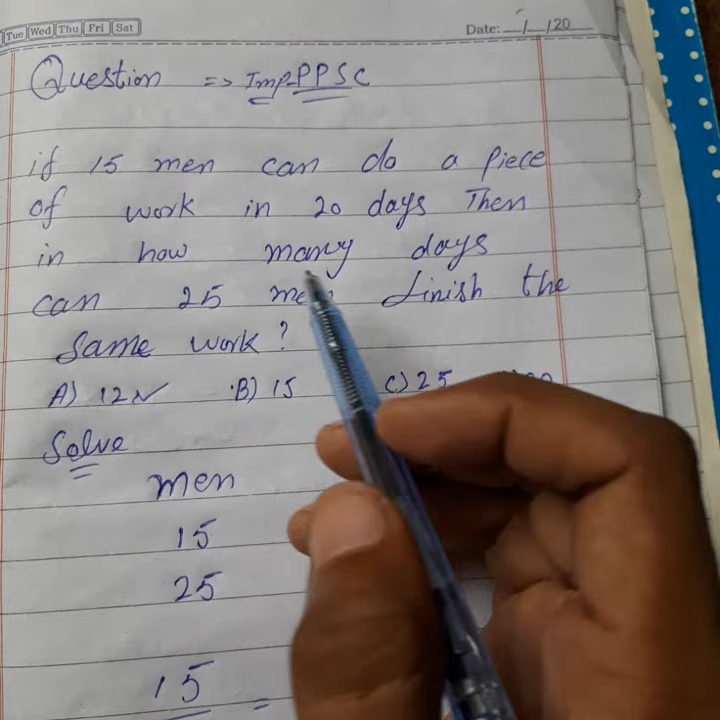 Tue Wed Thu Fri Sat
Date: __/__/20
Question => Imp-PPSC
if 15 men can do a piece
of work in 20 days Then
in how many days
can 25 finish the
same work?
A) 12 ✓ B) 15 C) 25
Solve
men
15
25
15 =